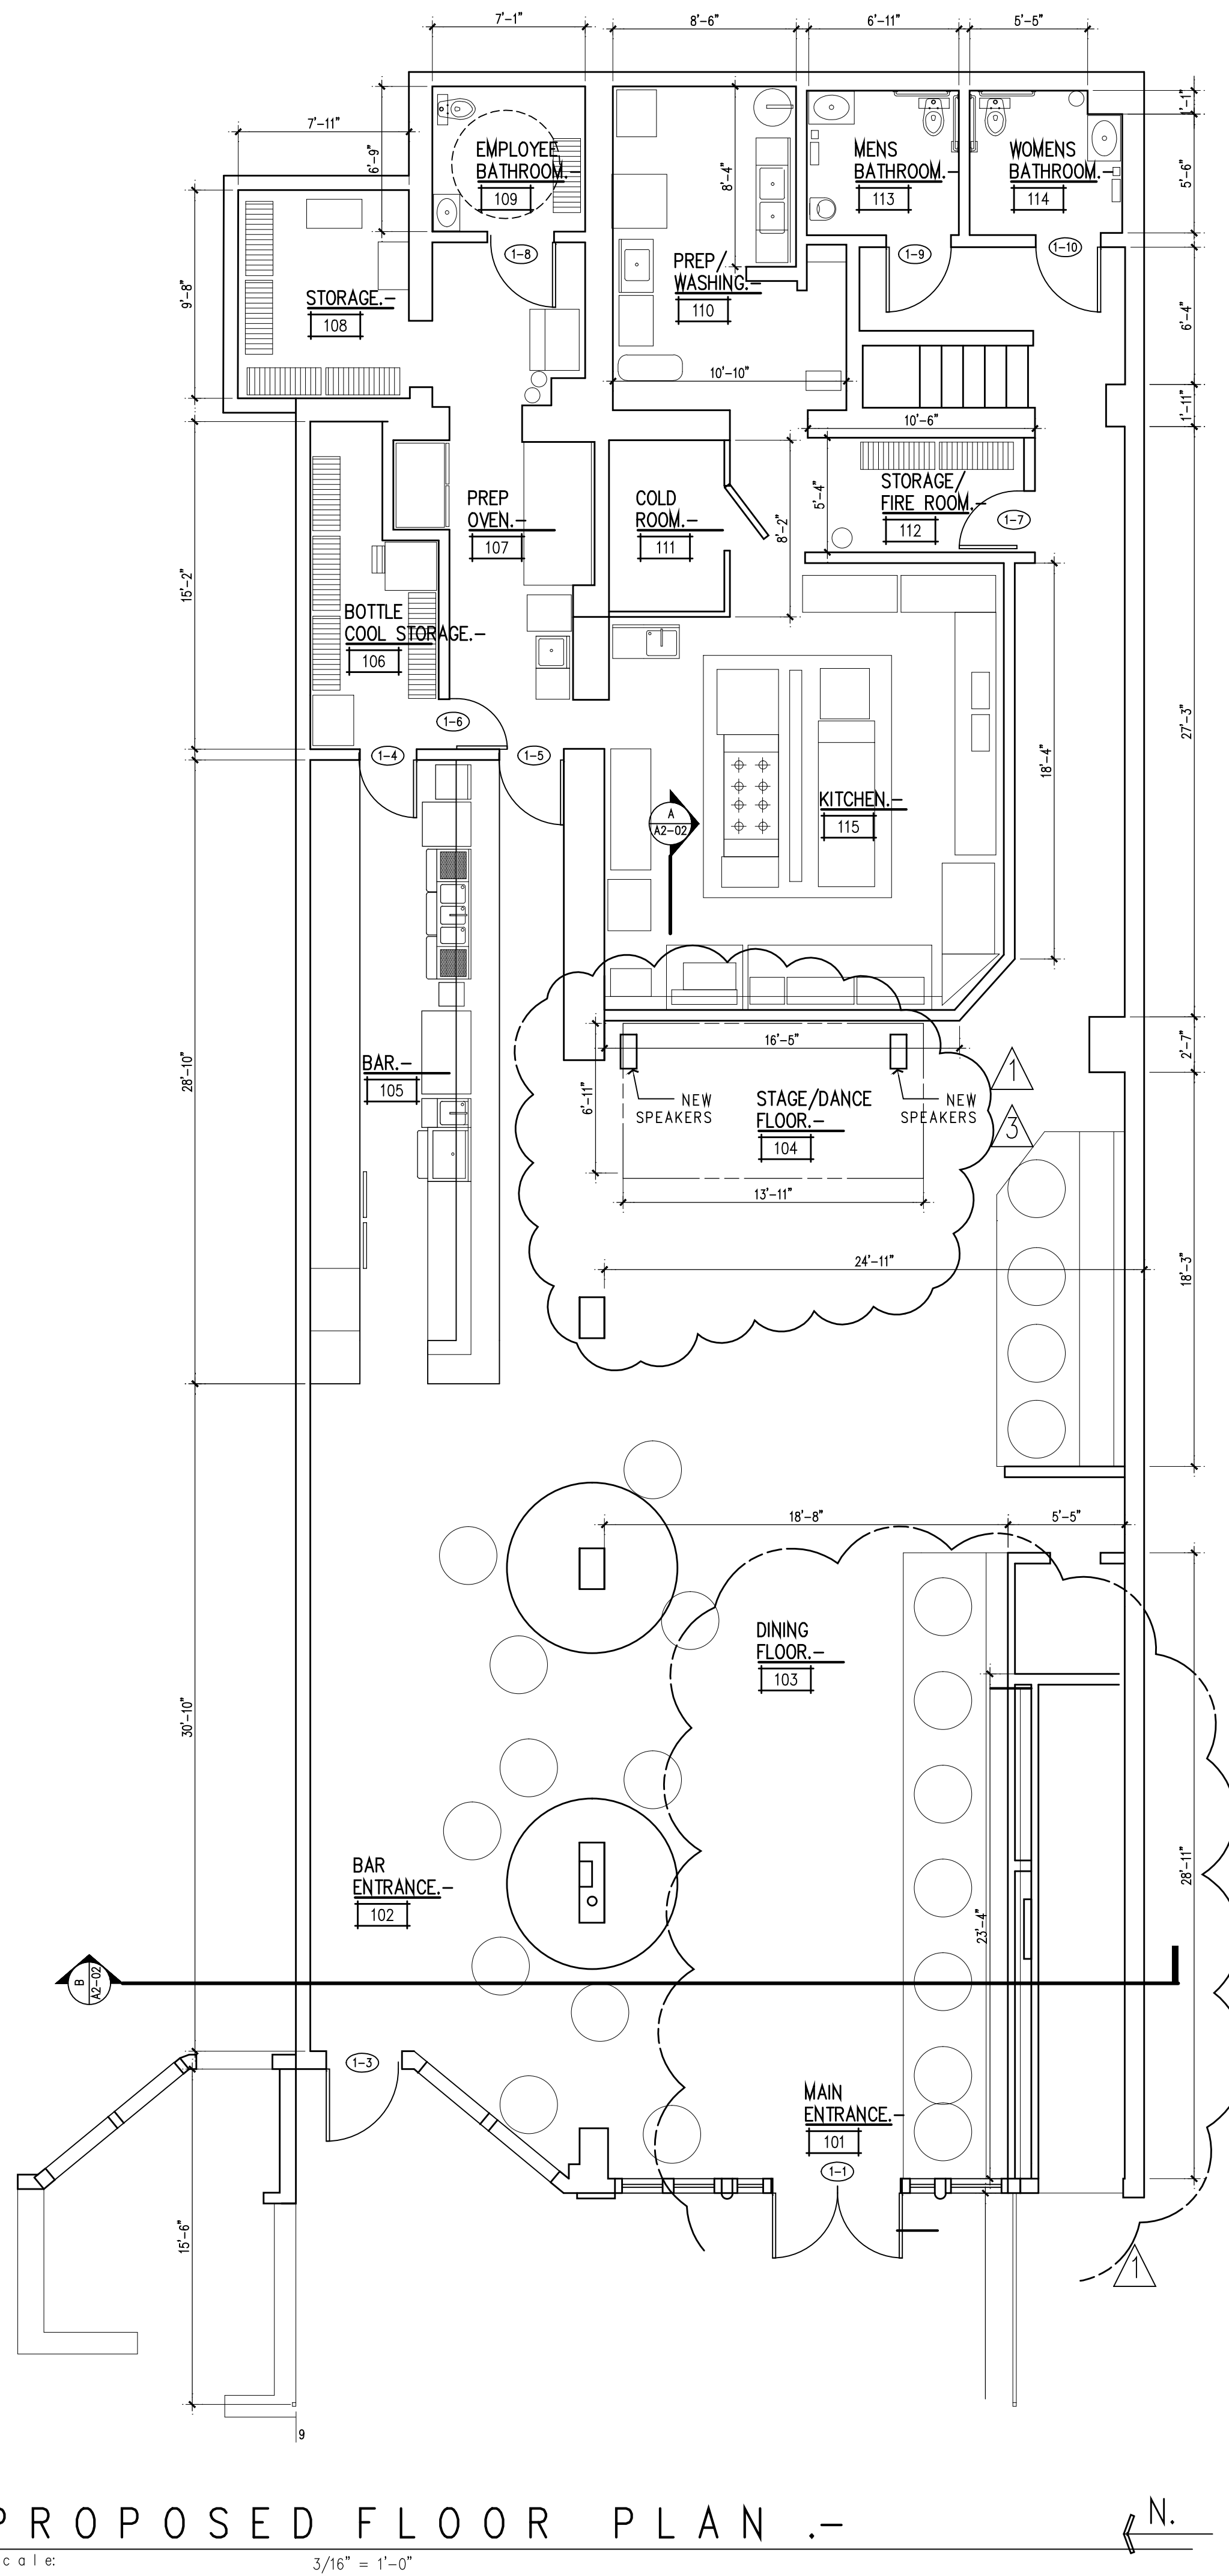 7'-1"
8'-6"
6'-11"
5'-5"
1'-1"
7'-11"
6'-9"
EMPLOYEE
BATHROOM.-
109
8'-4"
MENS
BATHROOM.-
113
WOMENS
BATHROOM.-
114
5'-6"
1-8
1-9
1-10
9'-8"
STORAGE.-
108
PREP/
WASHING.-
110
6'-4"
10'-10"
1'-11"
10'-6"
PREP
OVEN.-
107
COLD
ROOM.-
111
8'-2"
5'-4"
STORAGE/
FIRE ROOM.-
112
1-7
15'-2"
BOTTLE
COOL STORAGE.-
106
1-6
1-4
1-5
27'-3"
18'-4"
KITCHEN.-
115
A
A2-02
28'-10"
BAR.-
105
16'-5"
6'-11"
NEW
SPEAKERS
STAGE/DANCE
FLOOR.-
104
NEW
SPEAKERS
1
3
2'-7"
13'-11"
24'-11"
18'-3"
18'-8"
5'-5"
DINING
FLOOR.-
103
30'-10"
BAR
ENTRANCE.-
102
23'-4"
28'-11"
B
A2-02
1-3
MAIN
ENTRANCE.-
101
1-1
15'-6"
1
9
PROPOSED FLOOR PLAN .-
N.
cale:
3/16" = 1'-0"